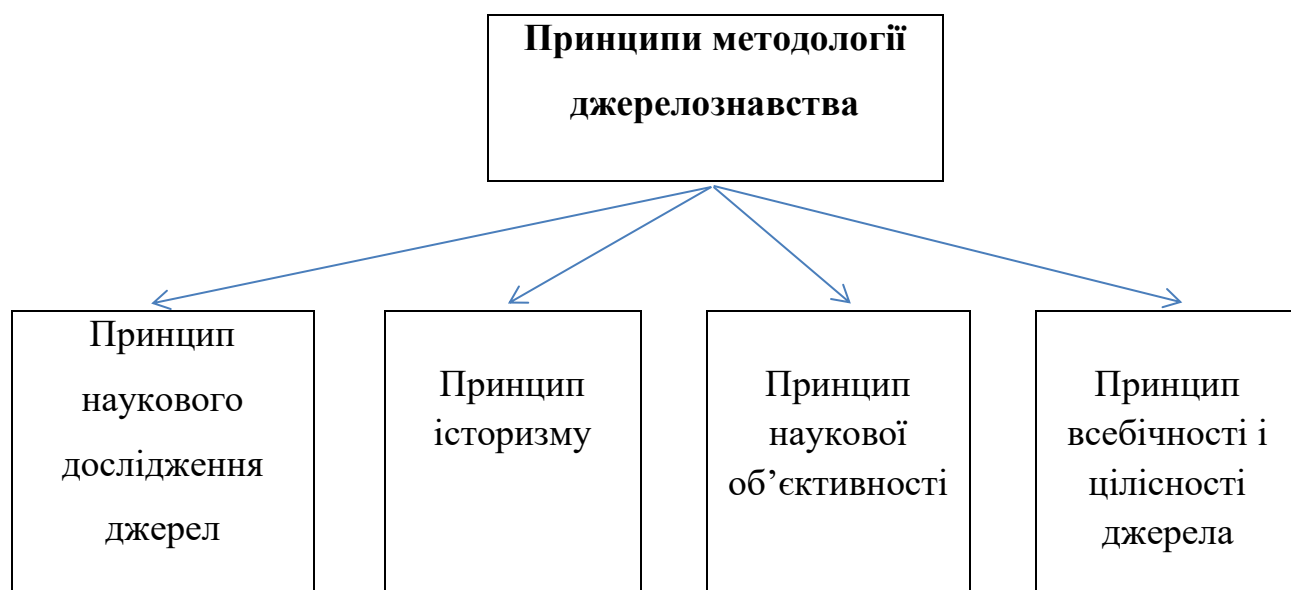 Принципи методології
джерелознавства
Принцип
наукового
дослідження
джерел
Принцип
історизму
Принцип
наукової
об’єктивності
Принцип
всебічності і
цілісності
джерела